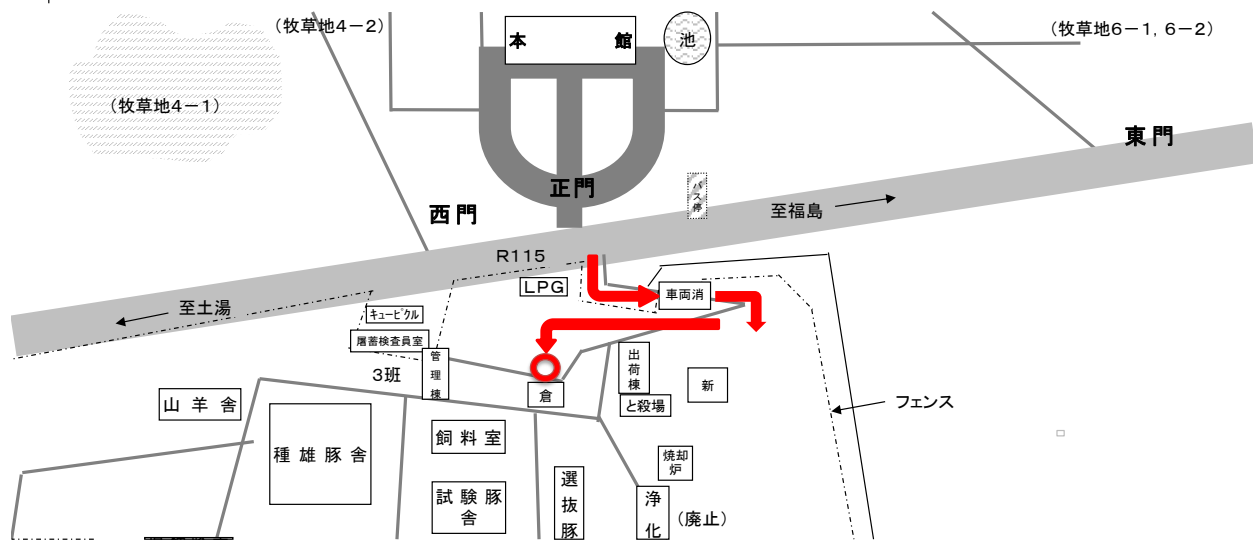 (牧草地4－2)
本　館
池
(牧草地6－1, 6－2)
(牧草地4－1)
東門
正門
バス停
西門
至福島
R115
LPG
車両消
至土湯
キュービクル
屠蓄検査員室
管理棟
3班
出荷棟
新
倉
と殺場
フェンス
山羊舎
種雄豚舎
飼料室
焼却
炉
選抜豚
試験豚
舎
浄化
(廃止)